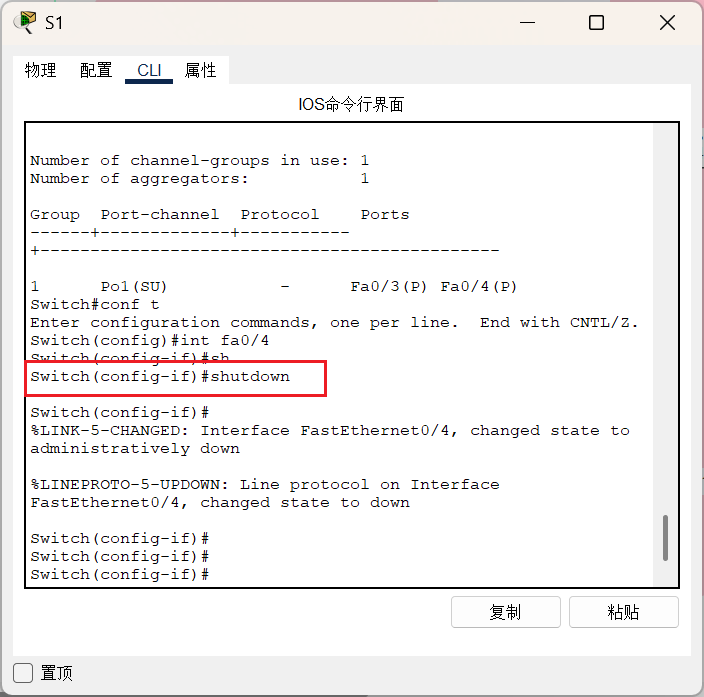 S1
物理 配置 CLI 属性
IOS命令行界面
Number of channel-groups in use: 1
Number of aggregators:           1
Group  Port-channel  Protocol    Ports
------+-------------+-----------
+----------------------------------------------
1      Po1(SU)           -      Fa0/3(P) Fa0/4(P)
Switch#conf t
Enter configuration commands, one per line.  End with CNTL/Z.
Switch(config)#int fa0/4
Switch(config-if)#sh
Switch(config-if)#shutdown
Switch(config-if)#
%LINK-5-CHANGED: Interface FastEthernet0/4, changed state to
administratively down
%LINEPROTO-5-UPDOWN: Line protocol on Interface
FastEthernet0/4, changed state to down
Switch(config-if)#
Switch(config-if)#
Switch(config-if)#
复制 粘贴
置顶